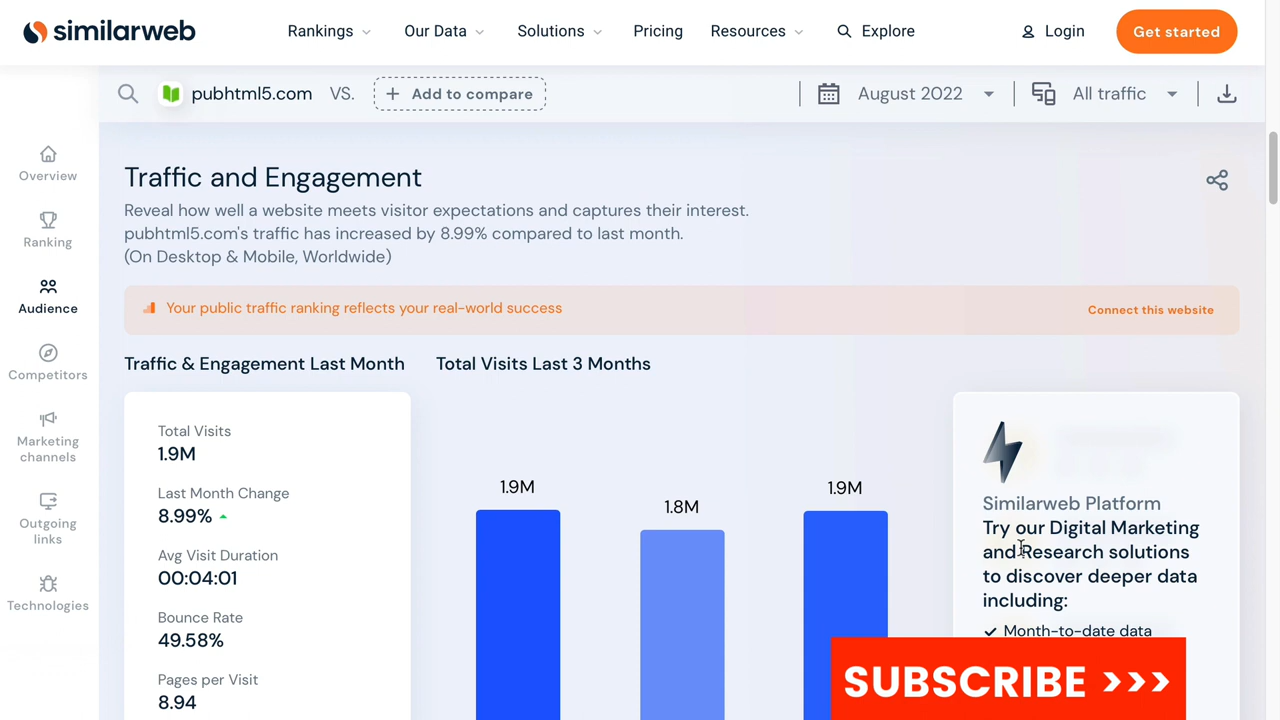 similarweb
Rankings Our Data Solutions Pricing Resources Explore Login Get started
pubhtml5.com VS. + Add to compare August 2022 All traffic
Overview
Ranking
Audience
Competitors
Marketing
channels
Outgoing
links
Technologies
Traffic and Engagement
Reveal how well a website meets visitor expectations and captures their interest.
pubhtml5.com's traffic has increased by 8.99% compared to last month.
(On Desktop & Mobile, Worldwide)
Your public traffic ranking reflects your real-world success Connect this website
Traffic & Engagement Last Month
Total Visits
1.9M
Last Month Change
8.99%
Avg Visit Duration
00:04:01
Bounce Rate
49.58%
Pages per Visit
8.94
Total Visits Last 3 Months
1.9M 1.8M 1.9M
Similarweb Platform
Try our Digital Marketing
and Research solutions
to discover deeper data
including:
Month-to-date data
SUBSCRIBE >>>